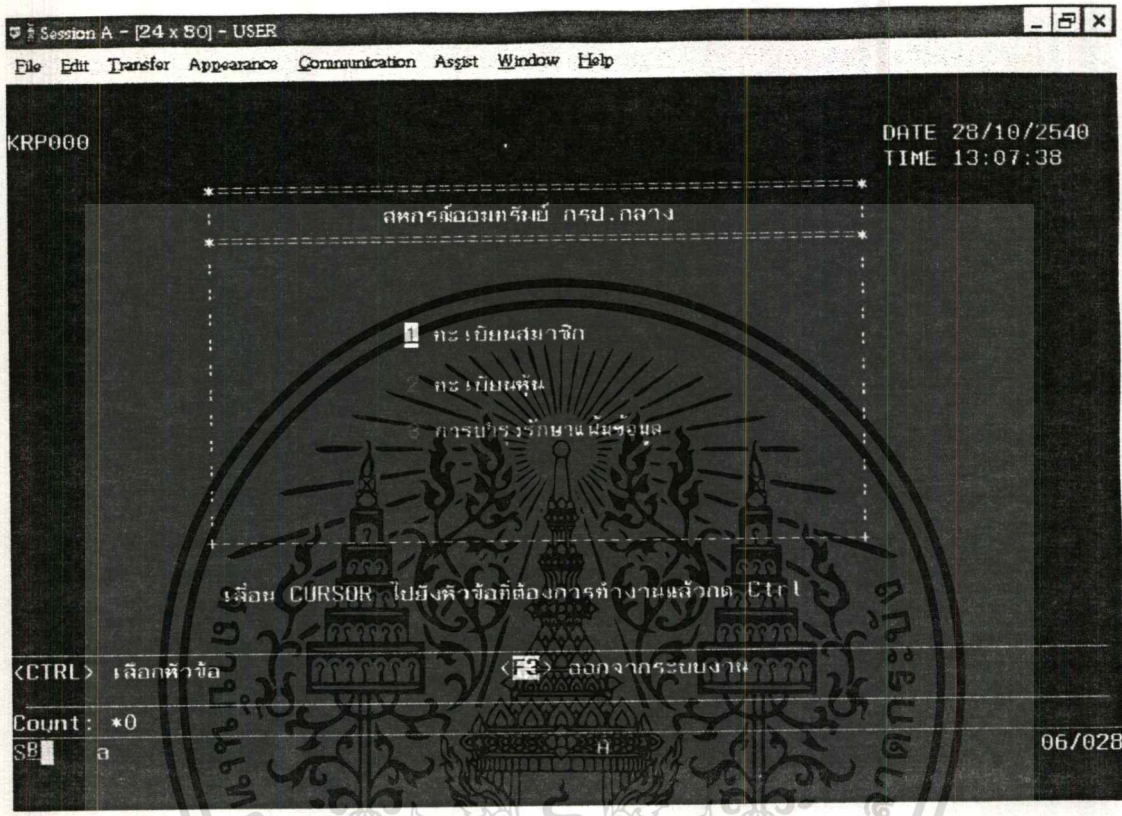 Session A - [24 x 80] - USER
File Edit Transfer Appearance Communication Assist Window Help
KRP000
DATE 28/10/2540
TIME 13:07:38
สหกรณ์ออมทรัพย์ กรป.กลาง
1 ทะเบียนสมาชิก
2 ทะเบียนหุ้น
3 การบำรุงรักษาแฟ้มข้อมูล
เลื่อน CURSOR ไปยังหัวข้อที่ต้องการทำงานแล้วกด Ctrl
<CTRL> เลือกหัวข้อ <F3> ออกจากระบบงาน
Count: *0
SB a 06/028